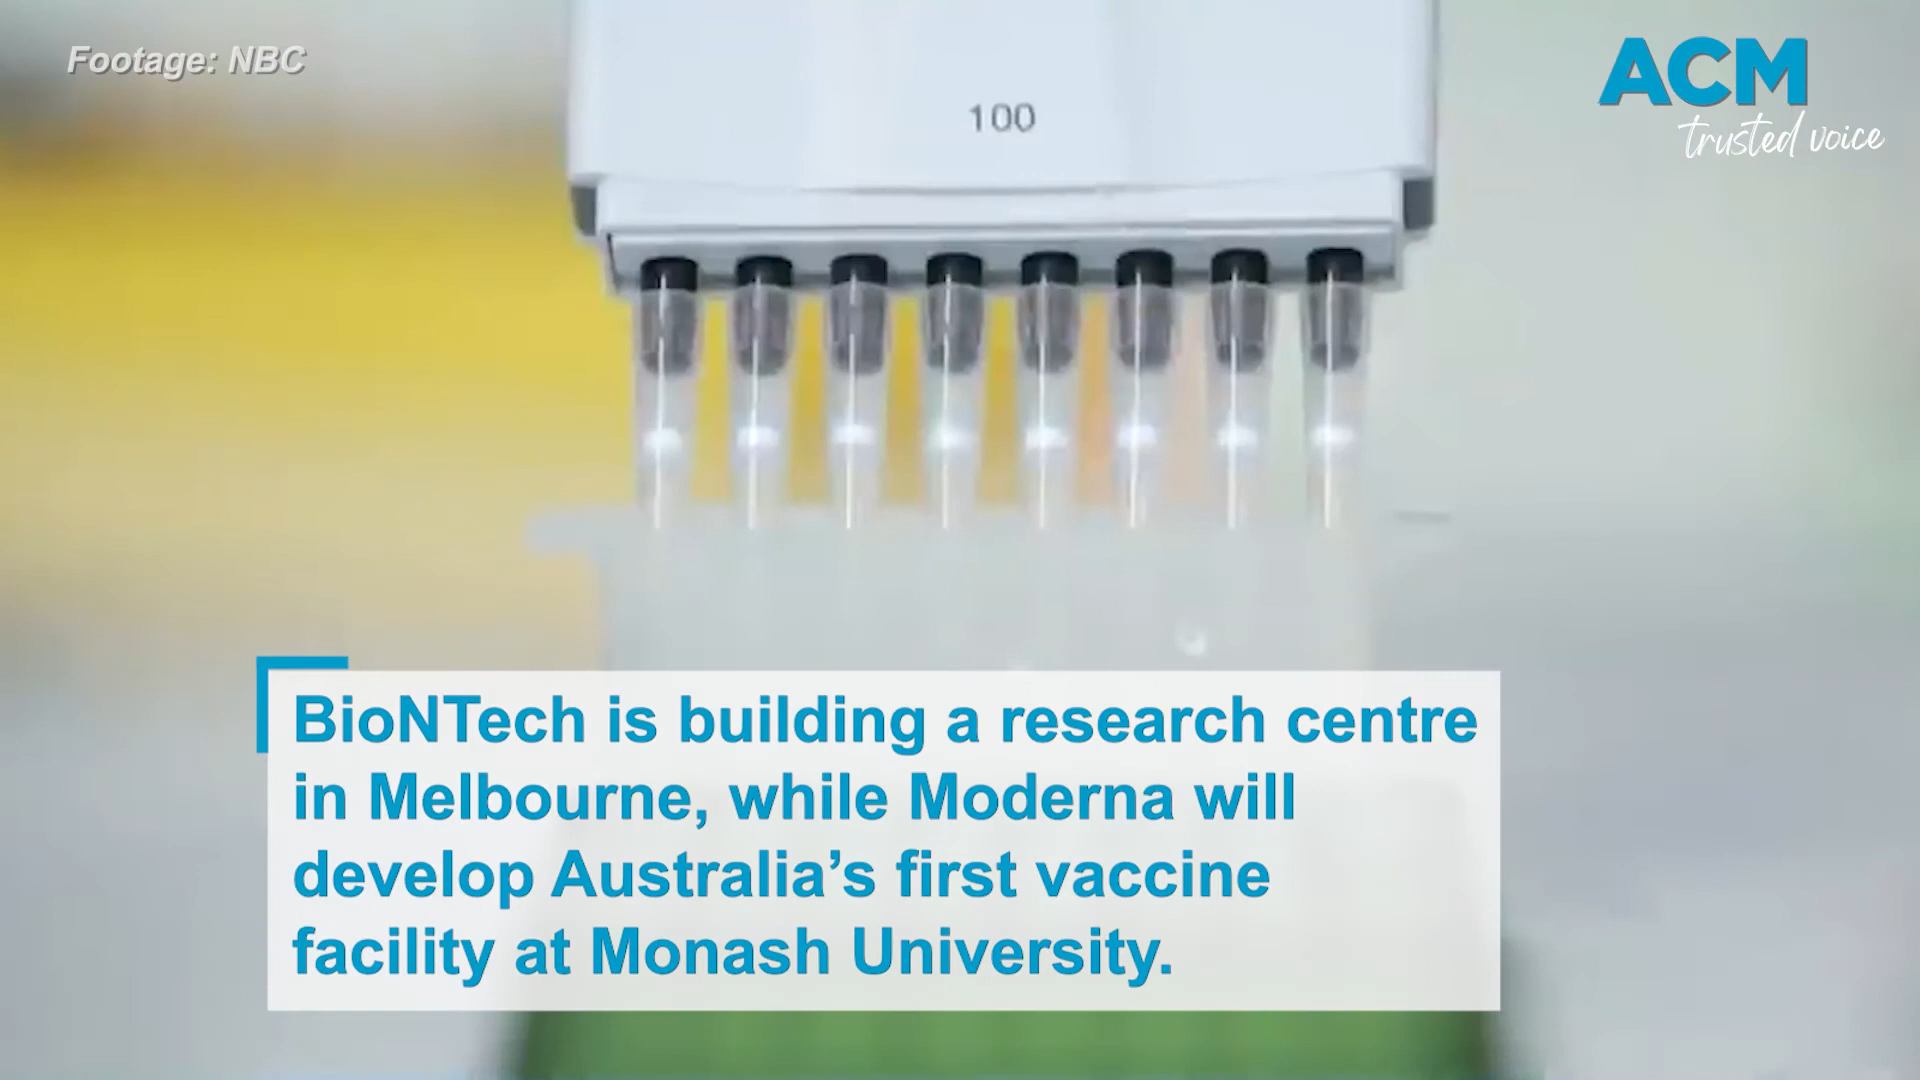 Footage: NBC
ACM
trusted voice
100
BioNTech is building a research centre
in Melbourne, while Moderna will
develop Australia’s first vaccine
facility at Monash University.